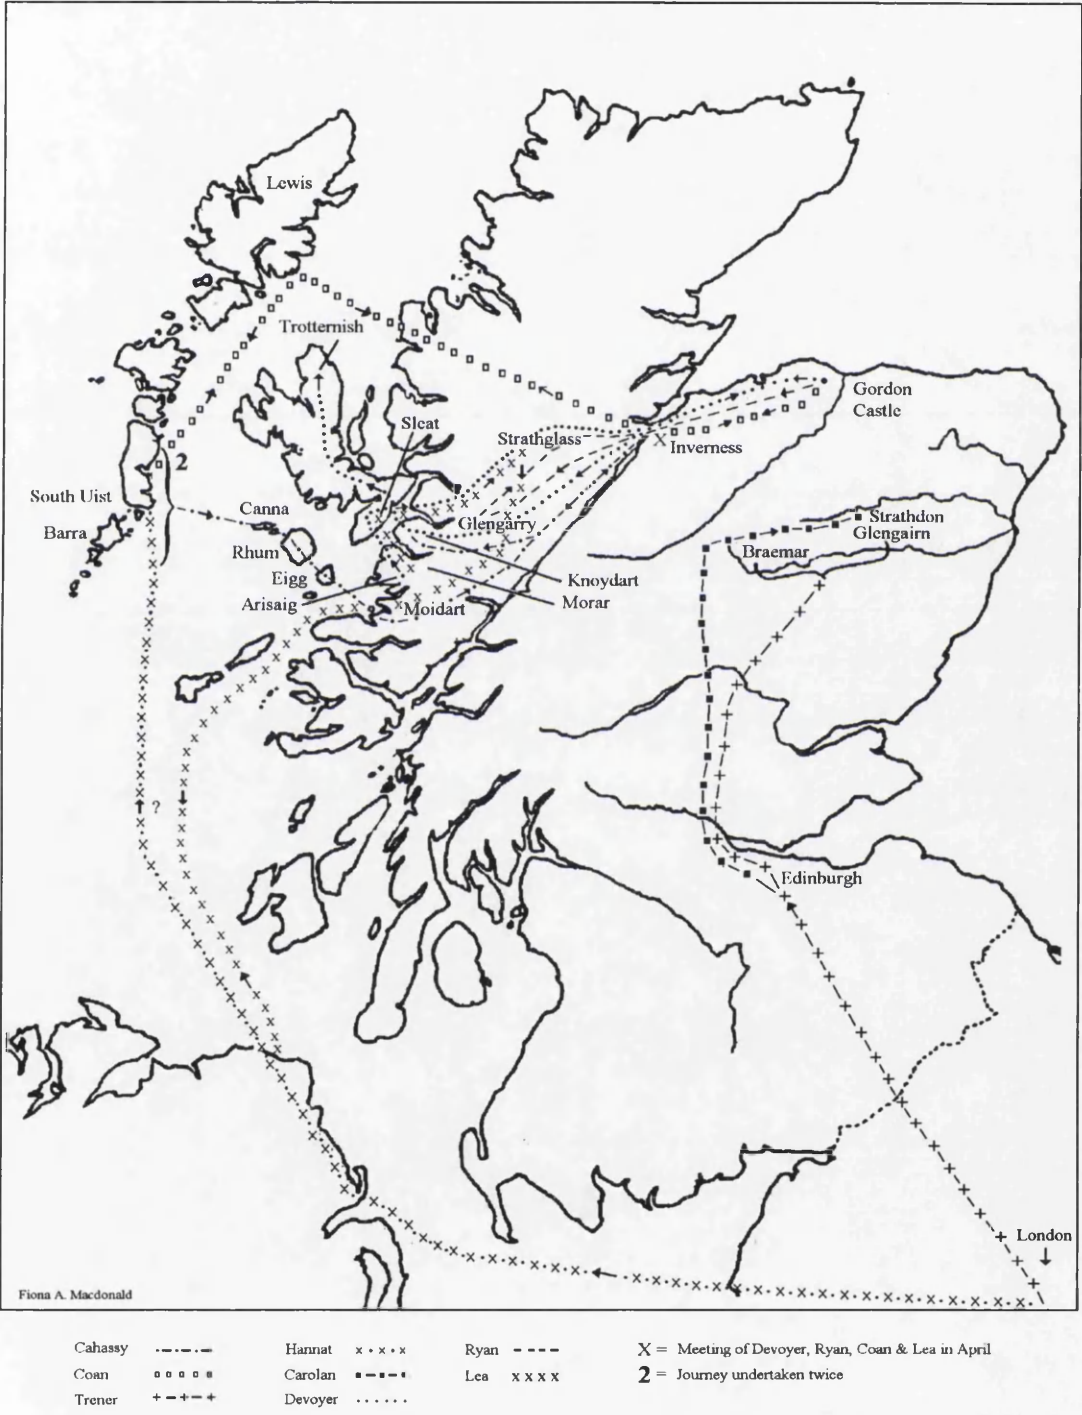 Lewis
Trotternish
Gordon
Castle
Sleat
Strathglass
X
Inverness
2
South Uist
Canna
Glengarry
Strathdon
Barra
Glengairn
Rhum
Braemar
Eigg
Knoydart
Arisaig
Moidart
Morar
?
Edinburgh
London
Fiona A. Macdonald
Cahassy
Hannat
Ryan
X = Meeting of Devoyer, Ryan, Coan & Lea in April
Coan
Carolan
Lea
2 = Journey undertaken twice
Trener
Devoyer